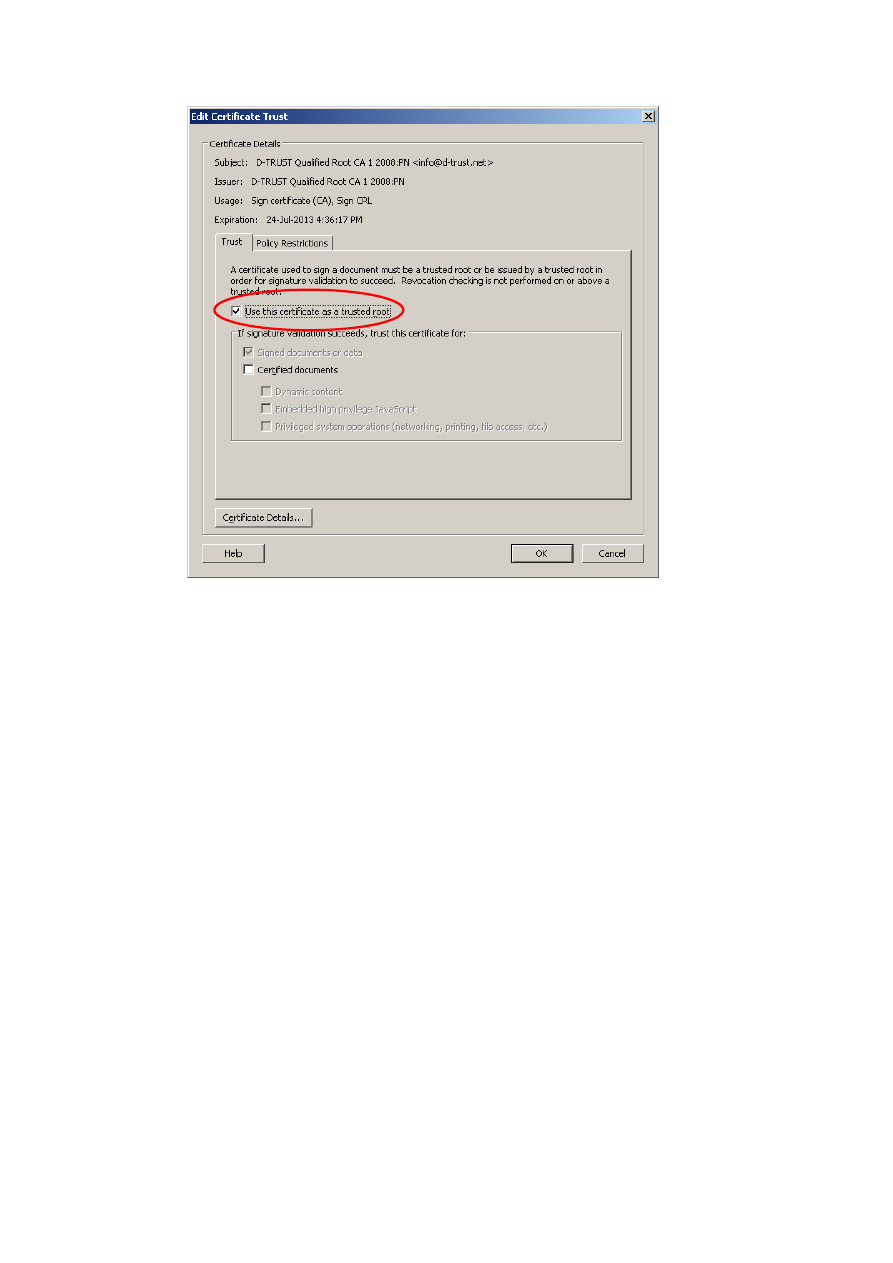 Edit Certificate Trust
Certificate Details
Subject: D-TRUST Qualified Root CA 1 2008:PN <info@d-trust.net>
Issuer: D-TRUST Qualified Root CA 1 2008:PN
Usage: Sign certificate (CA), Sign CRL
Expiration: 24-Jul-2013 4:36:17 PM
Trust Policy Restrictions
A certificate used to sign a document must be a trusted root or be issued by a trusted root in
order for signature validation to succeed. Revocation checking is not performed on or above a
trusted root.
Use this certificate as a trusted root
If signature validation succeeds, trust this certificate for:
Signed documents or data
Certified documents
Dynamic content
Embedded high privilege JavaScript
Privileged system operations (networking, printing, file access, etc.)
Certificate Details...
Help OK Cancel